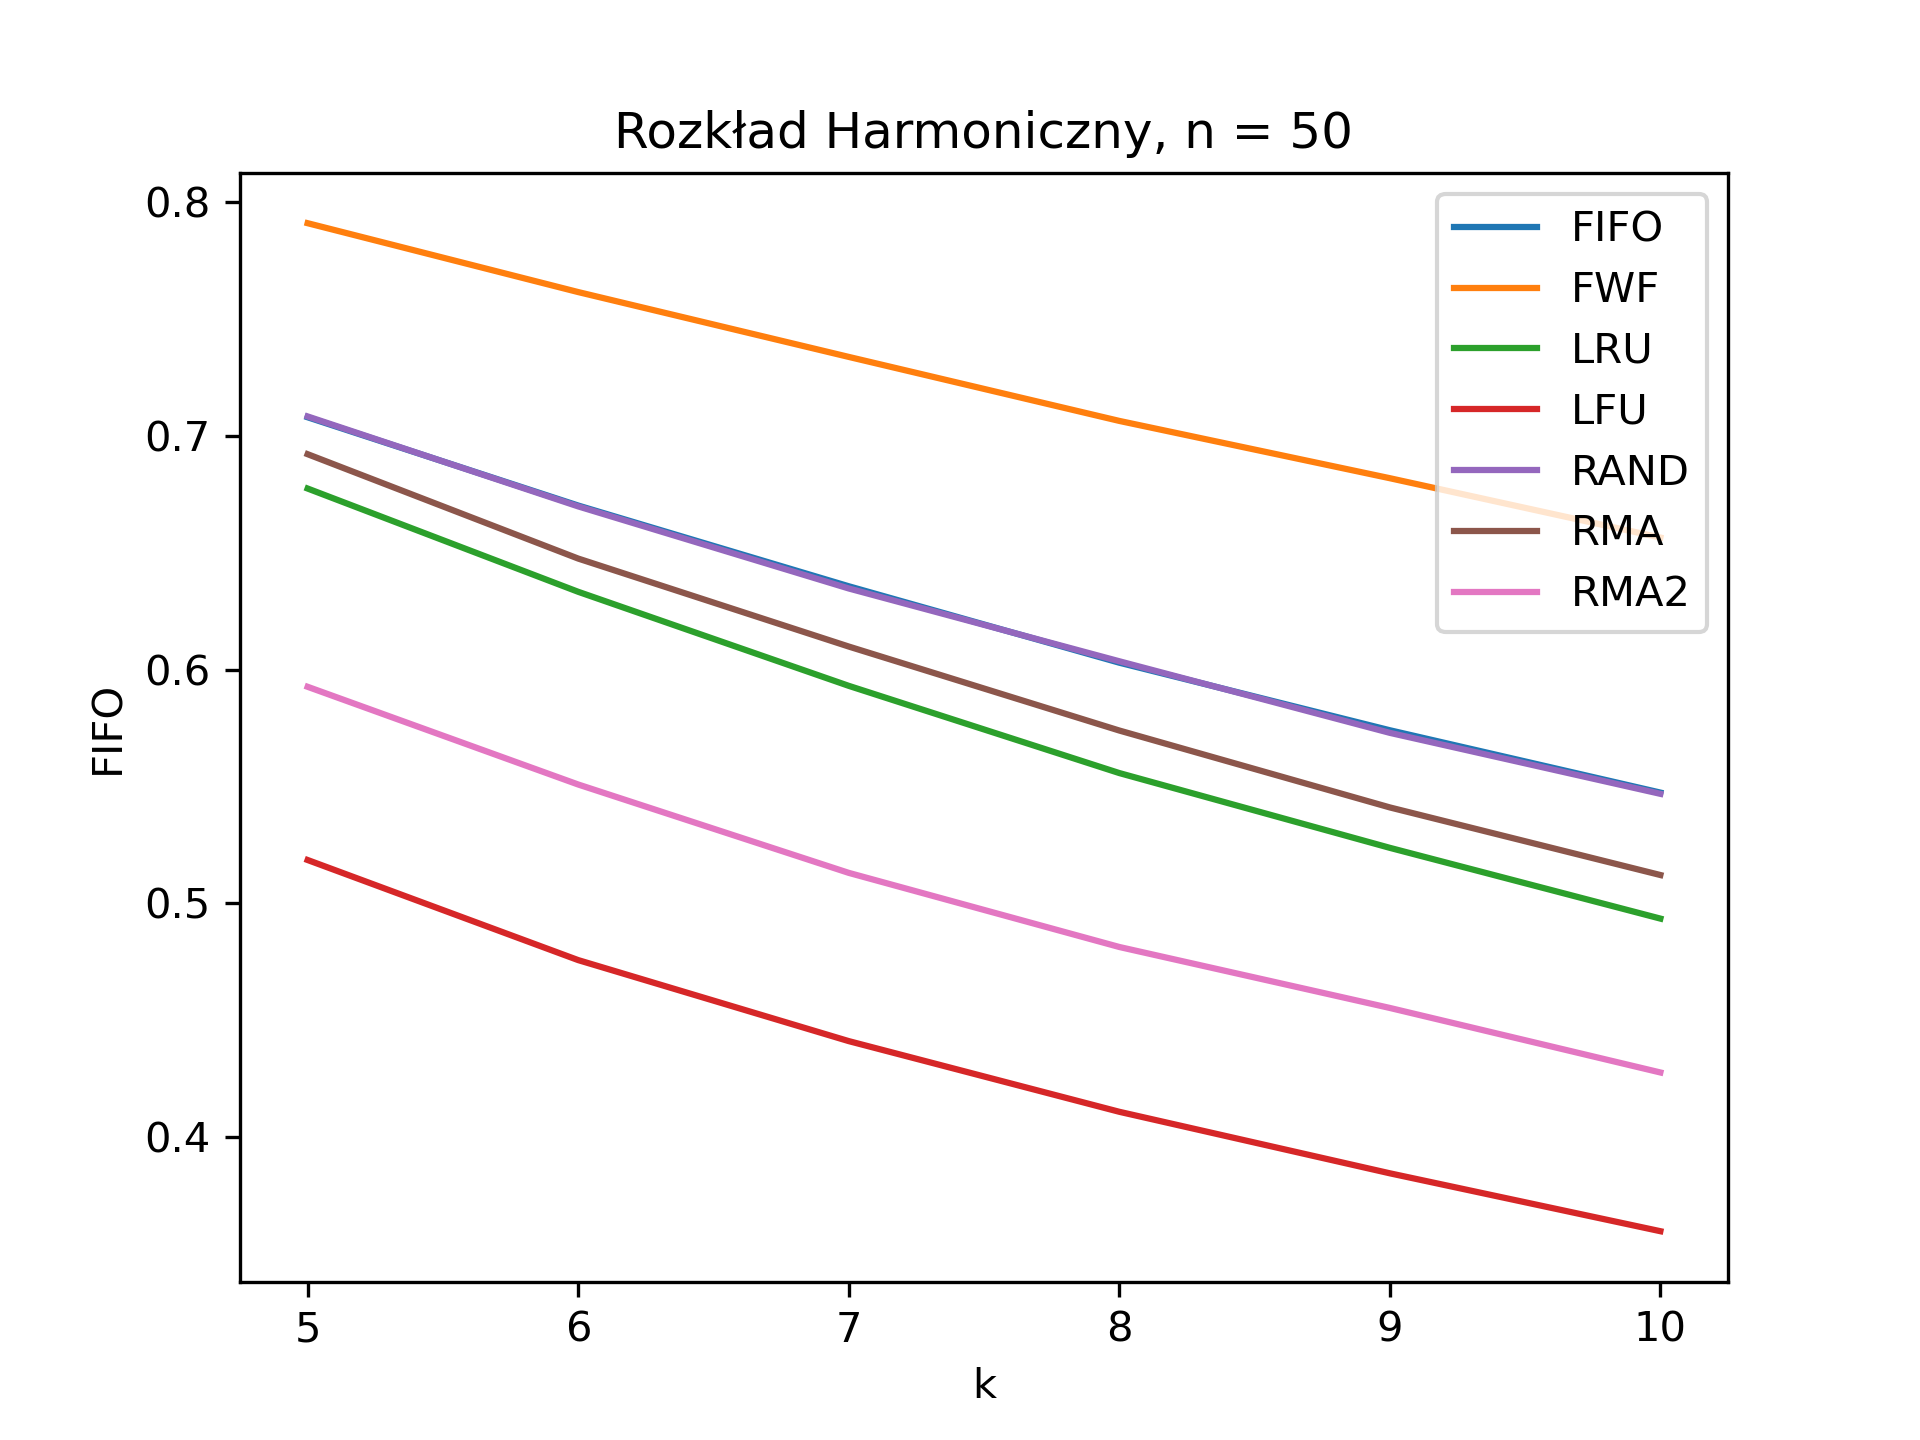 Rozkład Harmoniczny, n = 50
0.8
0.7
0.6
0.5
0.4
FIFO
FIFO
FWF
LRU
LFU
RAND
RMA
RMA2
5 6 7 8 9 10
k